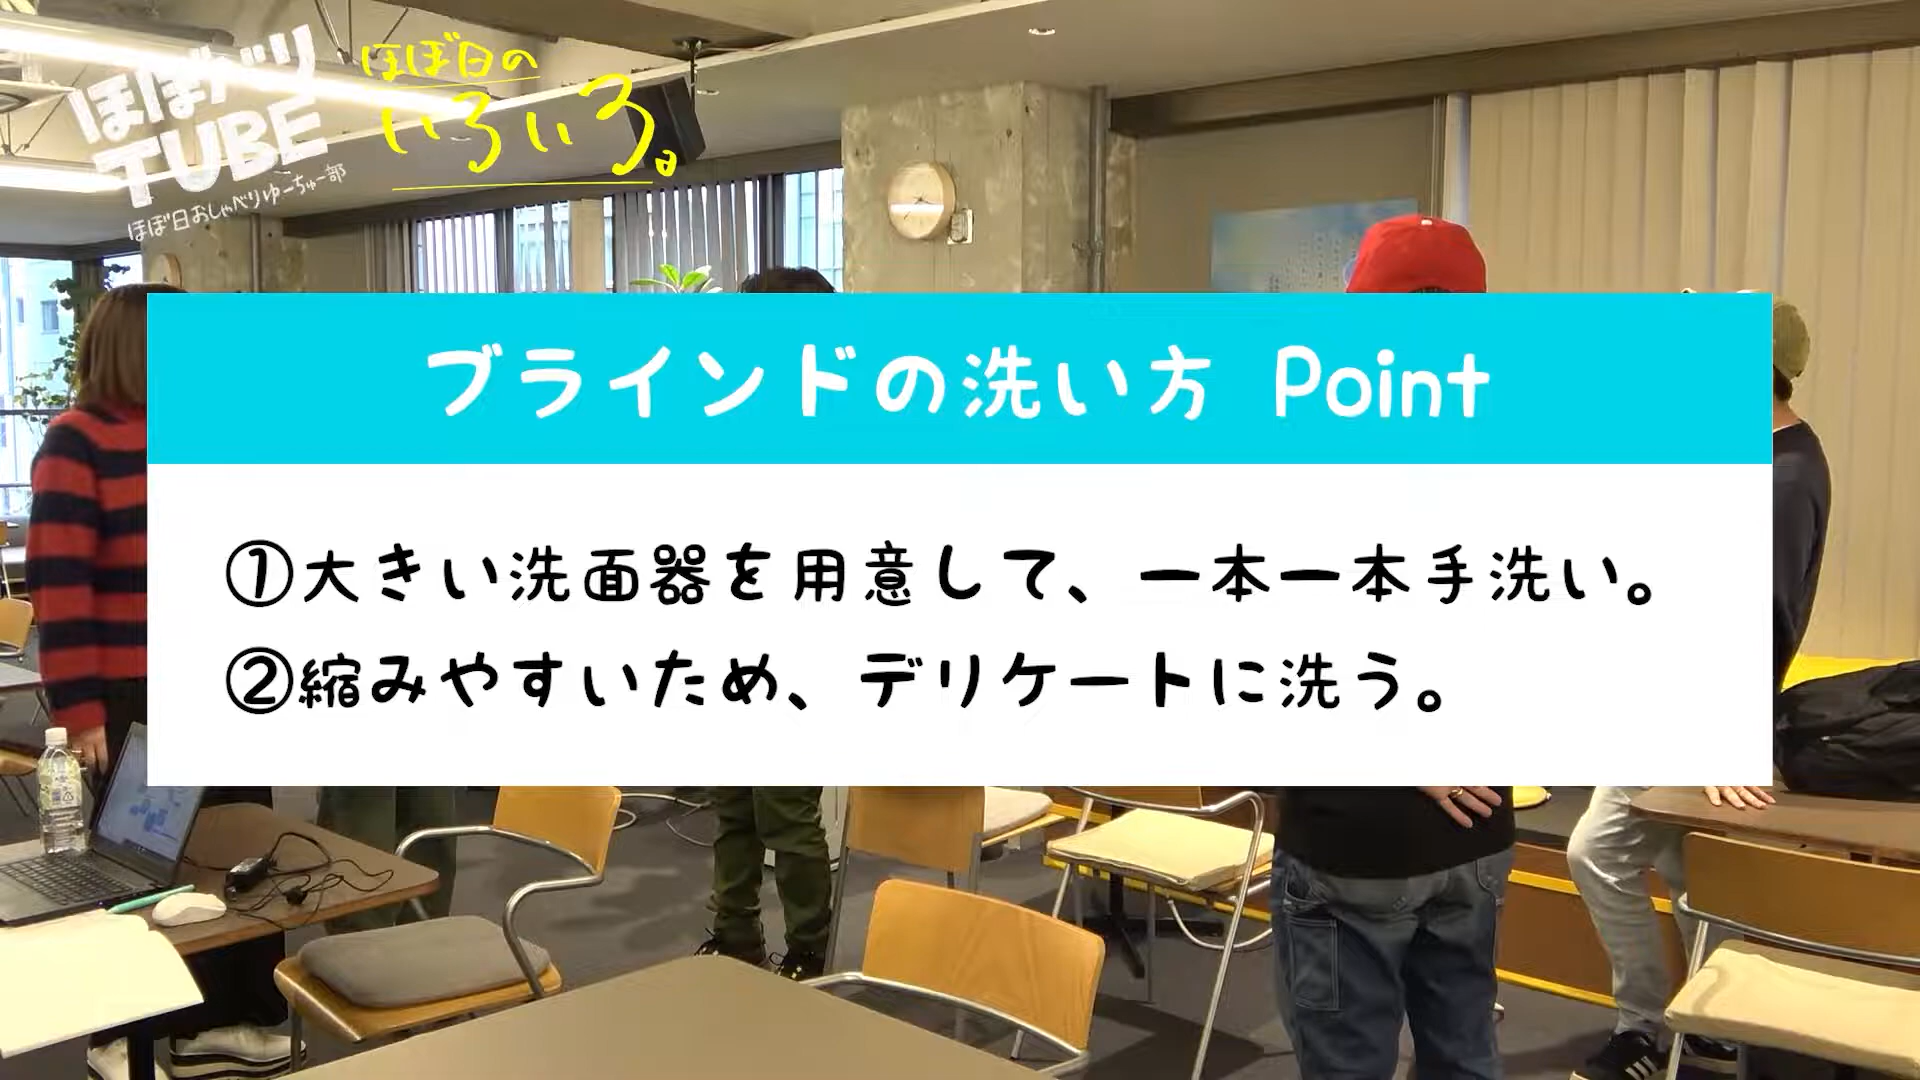 ほぼべり
TUBE
ほぼ日おしゃべりゆーちゅー部
ほぼ日の
いろいろ。
ブラインドの洗い方 Point
①大きい洗面器を用意して、一本一本手洗い。
②縮みやすいため、デリケートに洗う。